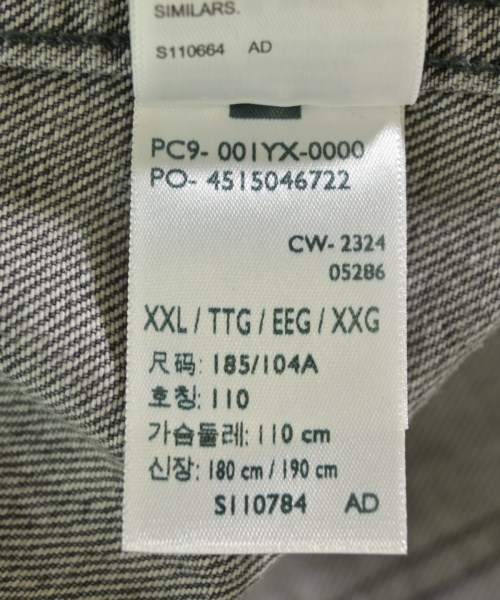 SIMILARS.
S110664 AD
PC9- 001YX-0000
PO- 4515046722
CW- 2324
05286
XXL / TTG / EEG / XXG
尺码: 185/104A
호칭: 110
가슴둘레: 110 cm
신장: 180 cm / 190 cm
S110784 AD